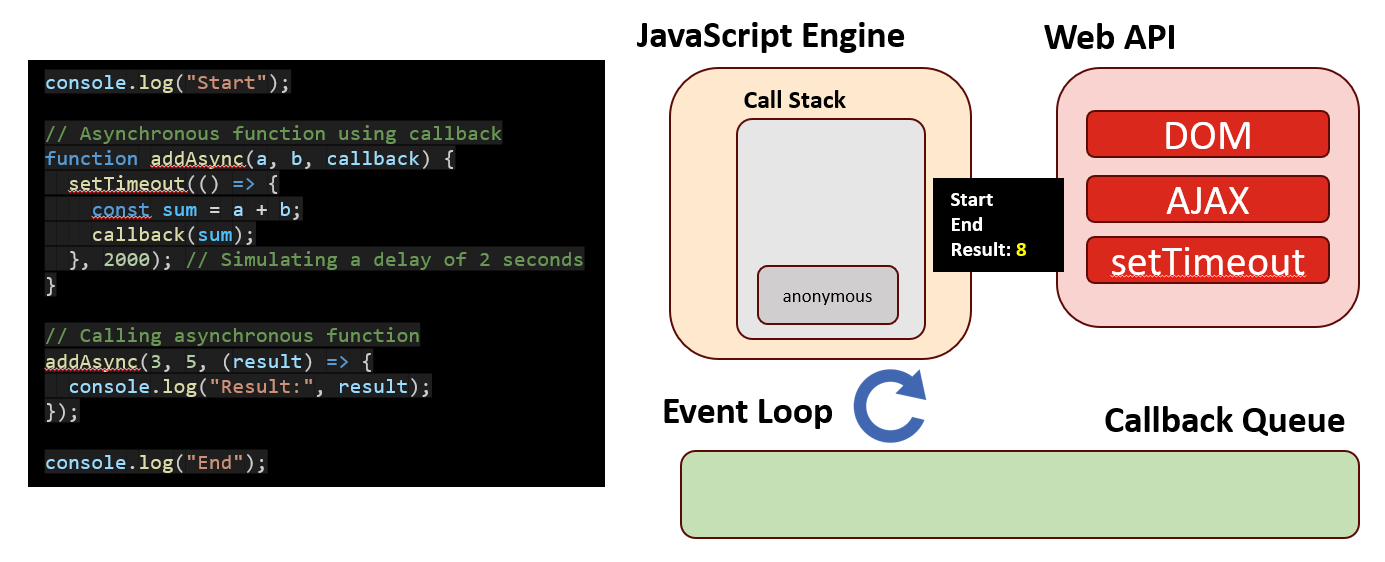 console.log("Start");
// Asynchronous function using callback
function addAsync(a, b, callback) {
  setTimeout(() => {
    const sum = a + b;
    callback(sum);
  }, 2000); // Simulating a delay of 2 seconds
}
// Calling asynchronous function
addAsync(3, 5, (result) => {
  console.log("Result:", result);
});
console.log("End");
JavaScript Engine
Call Stack
anonymous
Start
End
Result: 8
Web API
DOM
AJAX
setTimeout
Event Loop
Callback Queue